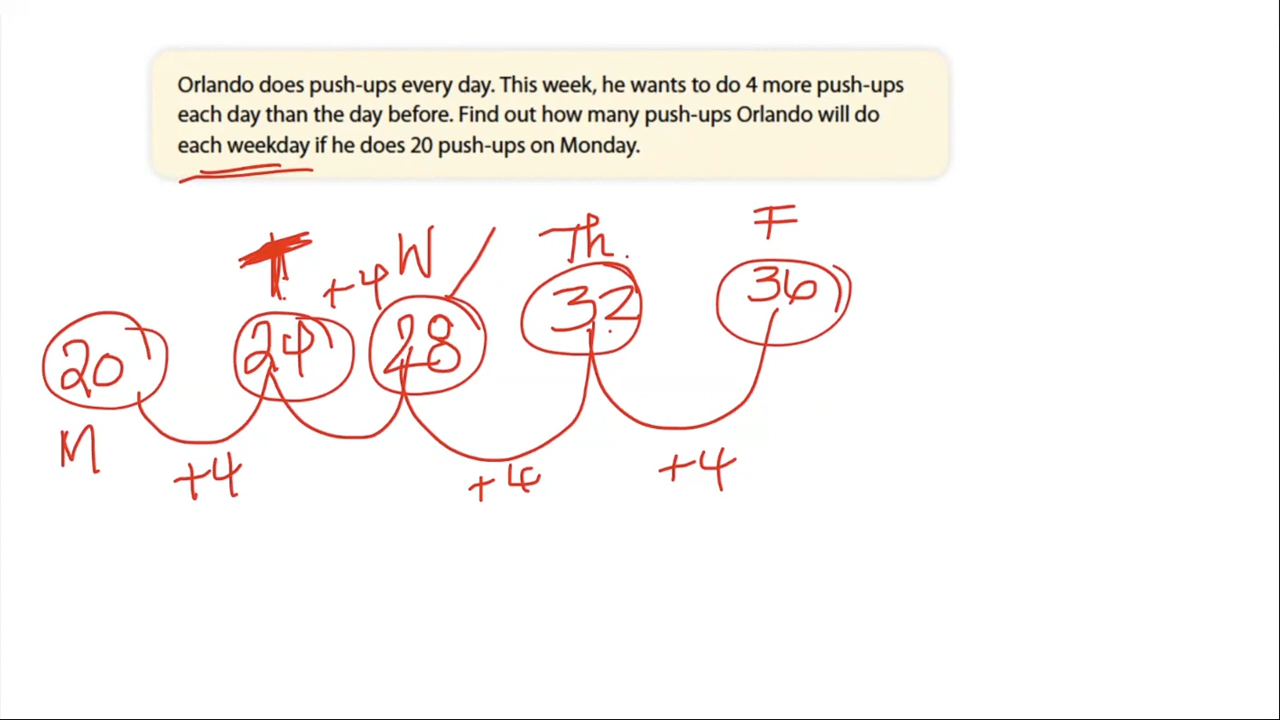 Orlando does push-ups every day. This week, he wants to do 4 more push-ups
each day than the day before. Find out how many push-ups Orlando will do
each weekday if he does 20 push-ups on Monday.
T +4 W Th. F
20 24 28 32 36
M +4 +4 +4